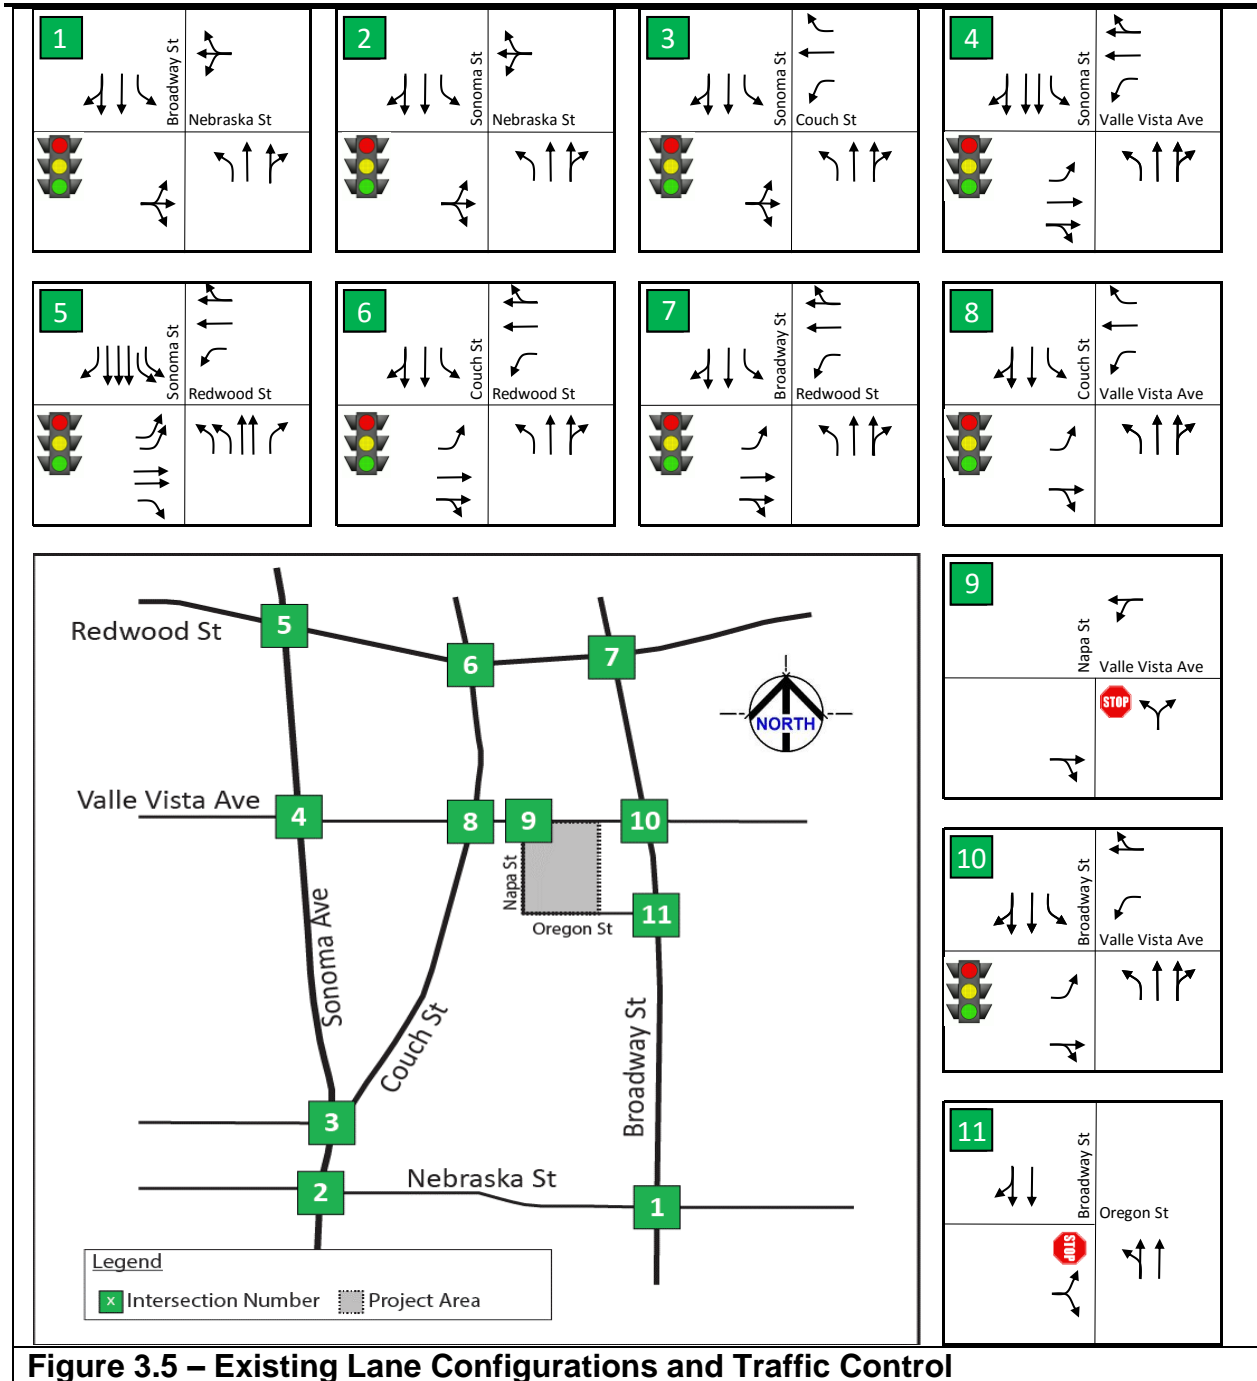 1
Broadway St
Nebraska St
2
Sonoma St
Nebraska St
3
Sonoma St
Couch St
4
Sonoma St
Valle Vista Ave
5
Sonoma St
Redwood St
6
Couch St
Redwood St
7
Broadway St
Redwood St
8
Couch St
Valle Vista Ave
Redwood St
5
6
7
NORTH
Valle Vista Ave
4
8
9
10
Napa St
11
Oregon St
Sonoma Ave
Couch St
Broadway St
3
2
Nebraska St
1
Legend
x Intersection Number
Project Area
9
Napa St
Valle Vista Ave
STOP
10
Broadway St
Valle Vista Ave
11
Broadway St
Oregon St
STOP
Figure 3.5 – Existing Lane Configurations and Traffic Control